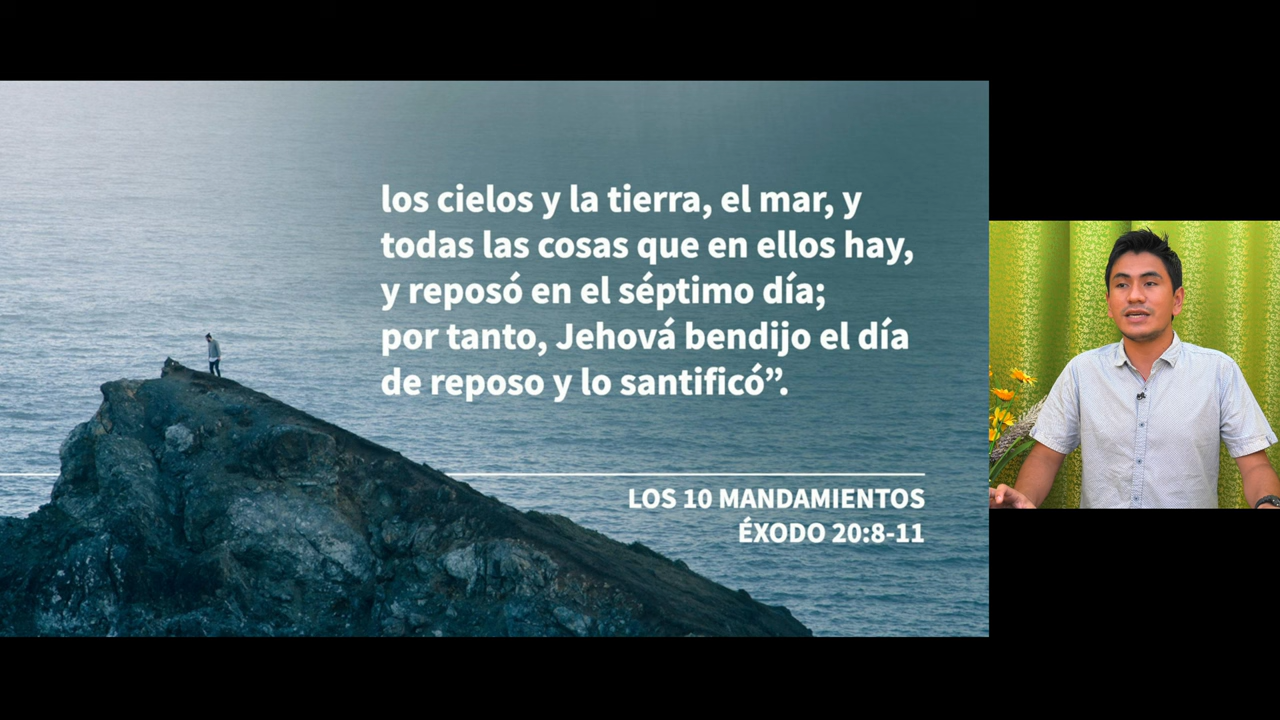 los cielos y la tierra, el mar, y
todas las cosas que en ellos hay,
y reposó en el séptimo día;
por tanto, Jehová bendijo el día
de reposo y lo santificó”.
LOS 10 MANDAMIENTOS
ÉXODO 20:8-11